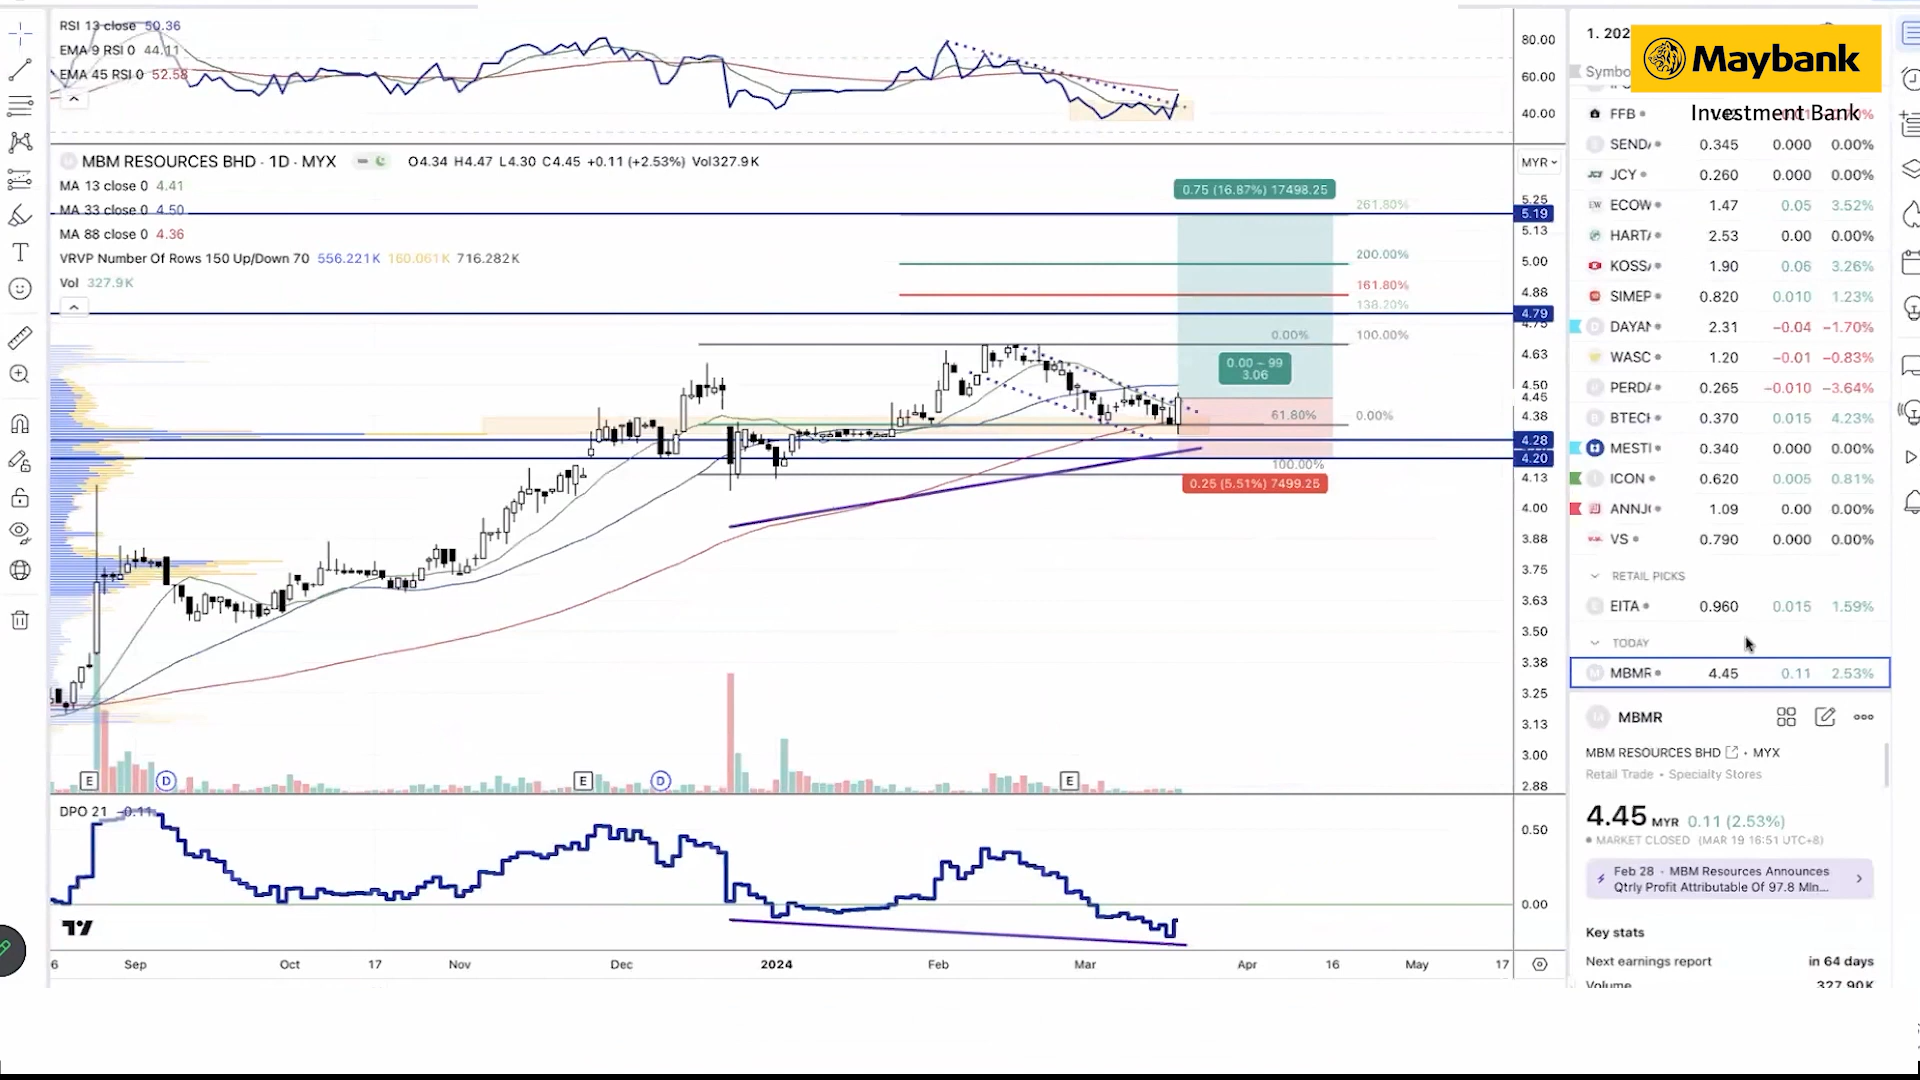 RSI 13 close 50.36
EMA 9 RSI 0 44.11
EMA 45 RSI 0 52.58
80.00
60.00
40.00
MBM RESOURCES BHD · 1D · MYX O4.34 H4.47 L4.30 C4.45 +0.11 (+2.53%) Vol327.9K
MYR
MA 13 close 0 4.41
MA 33 close 0 4.50
MA 88 close 0 4.36
VRVP Number Of Rows 150 Up/Down 70 556.221K 160.061K 716.282K
Vol 327.9K
0.75 (16.87%) 17498.25
261.80%
200.00%
161.80%
138.20%
0.00% 100.00%
0.00 – 99
3.06
61.80% 0.00%
100.00%
0.25 (5.51%) 7499.25
5.25
5.19
5.13
5.00
4.88
4.79
4.75
4.63
4.50
4.45
4.38
4.28
4.20
4.13
4.00
3.88
3.75
3.63
3.50
3.38
3.25
3.13
3.00
2.88
E D E D E
DPO 21 −0.11
0.50
0.00
6 Sep Oct 17 Nov Dec 2024 Feb Mar Apr 16 May 17
1. 202
Maybank
Investment Bank
Symbo
FFB
SEND 0.345 0.000 0.00%
JCY 0.260 0.000 0.00%
ECOW 1.47 0.05 3.52%
HART 2.53 0.00 0.00%
KOSS 1.90 0.06 3.26%
SIMEP 0.820 0.010 1.23%
DAYA 2.31 −0.04 −1.70%
WASC 1.20 −0.01 −0.83%
PERD 0.265 −0.010 −3.64%
BTECH 0.370 0.015 4.23%
MESTI 0.340 0.000 0.00%
ICON 0.620 0.005 0.81%
ANNJ 1.09 0.00 0.00%
VS 0.790 0.000 0.00%
RETAIL PICKS
EITA 0.960 0.015 1.59%
TODAY
MBMR 4.45 0.11 2.53%
MBMR
MBM RESOURCES BHD · MYX
Retail Trade • Specialty Stores
4.45 MYR 0.11 (2.53%)
MARKET CLOSED (MAR 19 16:51 UTC+8)
Feb 28 · MBM Resources Announces
Qtrly Profit Attributable Of 97.8 Mln...
Key stats
Next earnings report in 64 days
Volume 327.90K